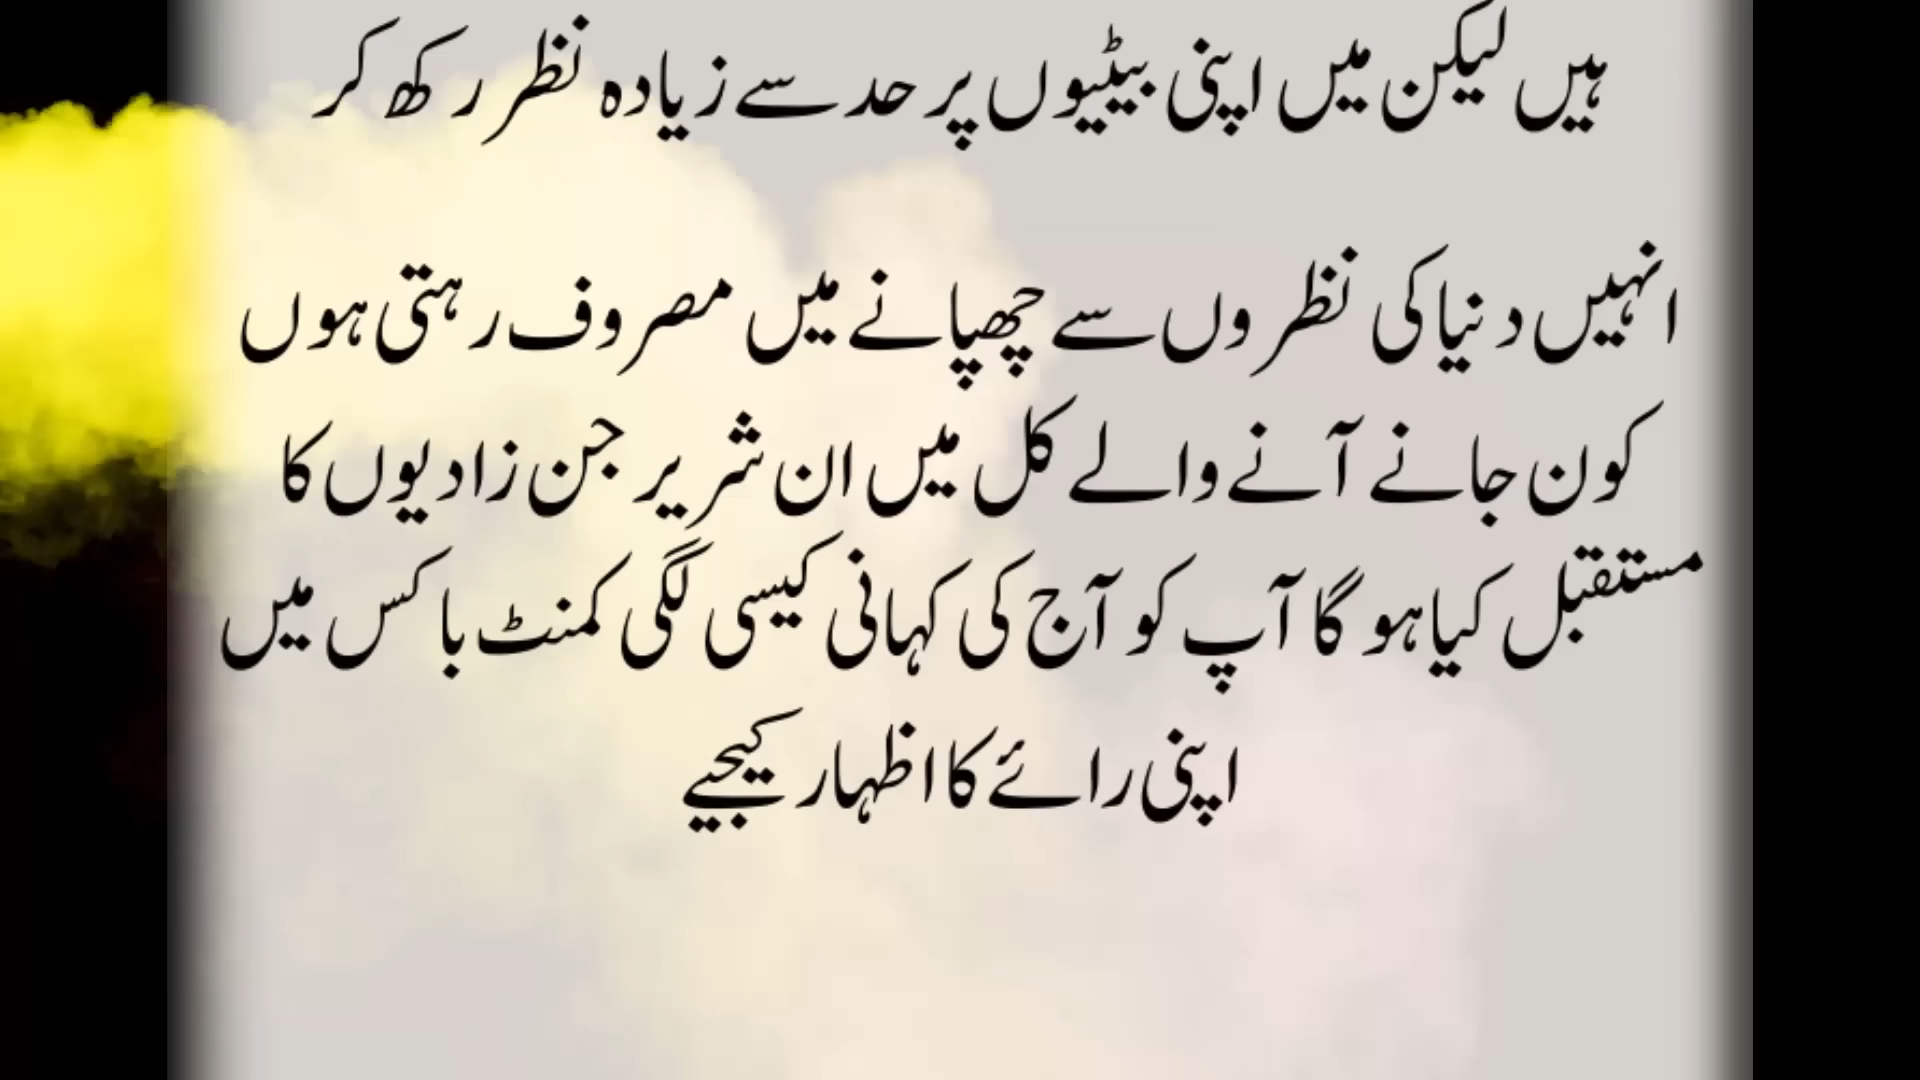 ہیں لیکن میں اپنی بیٹیوں پر حد سے زیادہ نظر رکھ کر
انہیں دنیا کی نظروں سے چھپانے میں مصروف رہتی ہوں
کون جانے آنے والے کل میں ان شریر جن زادیوں کا
مستقبل کیا ہو گا آپ کو آج کی کہانی کیسی لگی کمنٹ باکس میں
اپنی رائے کا اظہار کیجیے